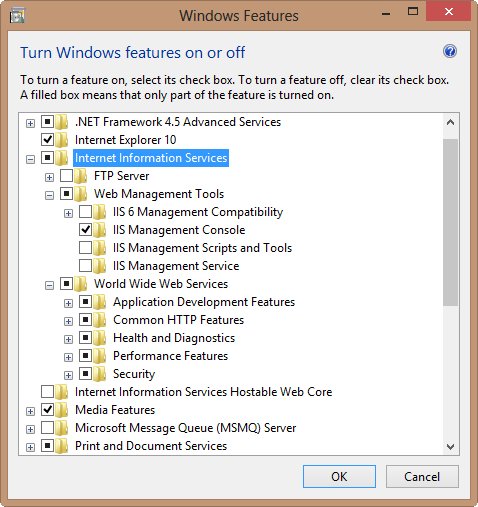 Windows Features
Turn Windows features on or off
To turn a feature on, select its check box. To turn a feature off, clear its check box.
A filled box means that only part of the feature is turned on.
.NET Framework 4.5 Advanced Services
Internet Explorer 10
Internet Information Services
FTP Server
Web Management Tools
IIS 6 Management Compatibility
IIS Management Console
IIS Management Scripts and Tools
IIS Management Service
World Wide Web Services
Application Development Features
Common HTTP Features
Health and Diagnostics
Performance Features
Security
Internet Information Services Hostable Web Core
Media Features
Microsoft Message Queue (MSMQ) Server
Print and Document Services
OK Cancel